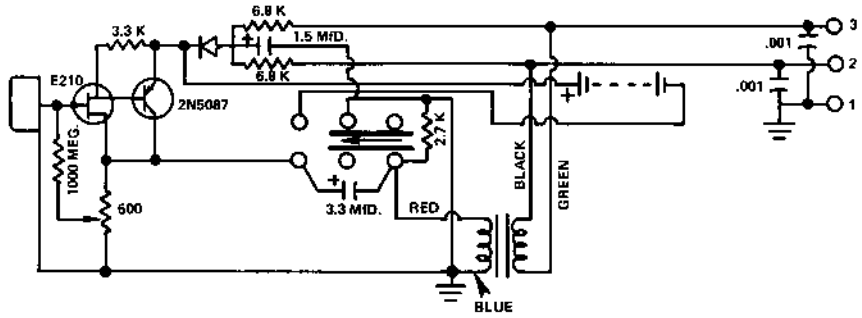 6.8 K
3
3.3 K
+
1.5 MfD.
.001
6.8 K
2
E210
2N5087
+
.001
1
1000 MEG.
2.7 K
BLACK
GREEN
+
600
3.3 MfD.
RED
BLUE